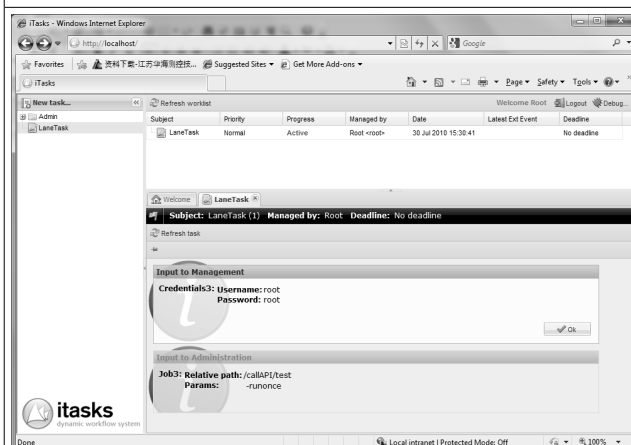 iTasks - Windows Internet Explorer
http://localhost/
Google
Favorites 资料下载-江苏华海测控技... Suggested Sites Get More Add-ons
iTasks
Page Safety Tools
New task...
Admin
LaneTask
Refresh worklist
Welcome Root Logout Debug...
Subject Priority Progress Managed by Date Latest Ext Event Deadline
LaneTask Normal Active Root <root> 30 Jul 2010 15:30:41 No deadline
Welcome LaneTask
Subject: LaneTask (1) Managed by: Root Deadline: No deadline
Refresh task
Input to Management
Credentials3: Username: root
Password: root
Ok
Input to Administration
Job3: Relative path: /callAPI/test
Params: -runonce
itasks
dynamic workflow system
Done
Local intranet | Protected Mode: Off
100%